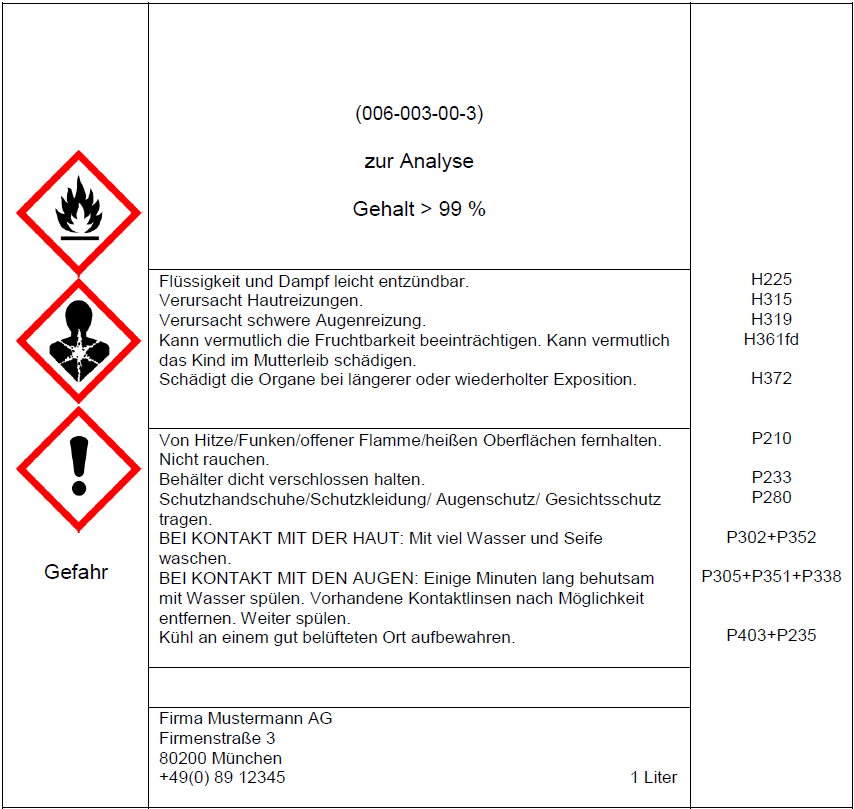 (006-003-00-3)
zur Analyse
Gehalt > 99 %
Flüssigkeit und Dampf leicht entzündbar. H225
Verursacht Hautreizungen. H315
Verursacht schwere Augenreizung. H319
Kann vermutlich die Fruchtbarkeit beeinträchtigen. Kann vermutlich H361fd
das Kind im Mutterleib schädigen.
Schädigt die Organe bei längerer oder wiederholter Exposition. H372
Von Hitze/Funken/offener Flamme/heißen Oberflächen fernhalten. P210
Nicht rauchen.
Behälter dicht verschlossen halten. P233
Schutzhandschuhe/Schutzkleidung/ Augenschutz/ Gesichtsschutz P280
tragen.
BEI KONTAKT MIT DER HAUT: Mit viel Wasser und Seife P302+P352
waschen.
BEI KONTAKT MIT DEN AUGEN: Einige Minuten lang behutsam P305+P351+P338
mit Wasser spülen. Vorhandene Kontaktlinsen nach Möglichkeit
entfernen. Weiter spülen.
Kühl an einem gut belüfteten Ort aufbewahren. P403+P235
Gefahr
Firma Mustermann AG
Firmenstraße 3
80200 München
+49(0) 89 12345 1 Liter